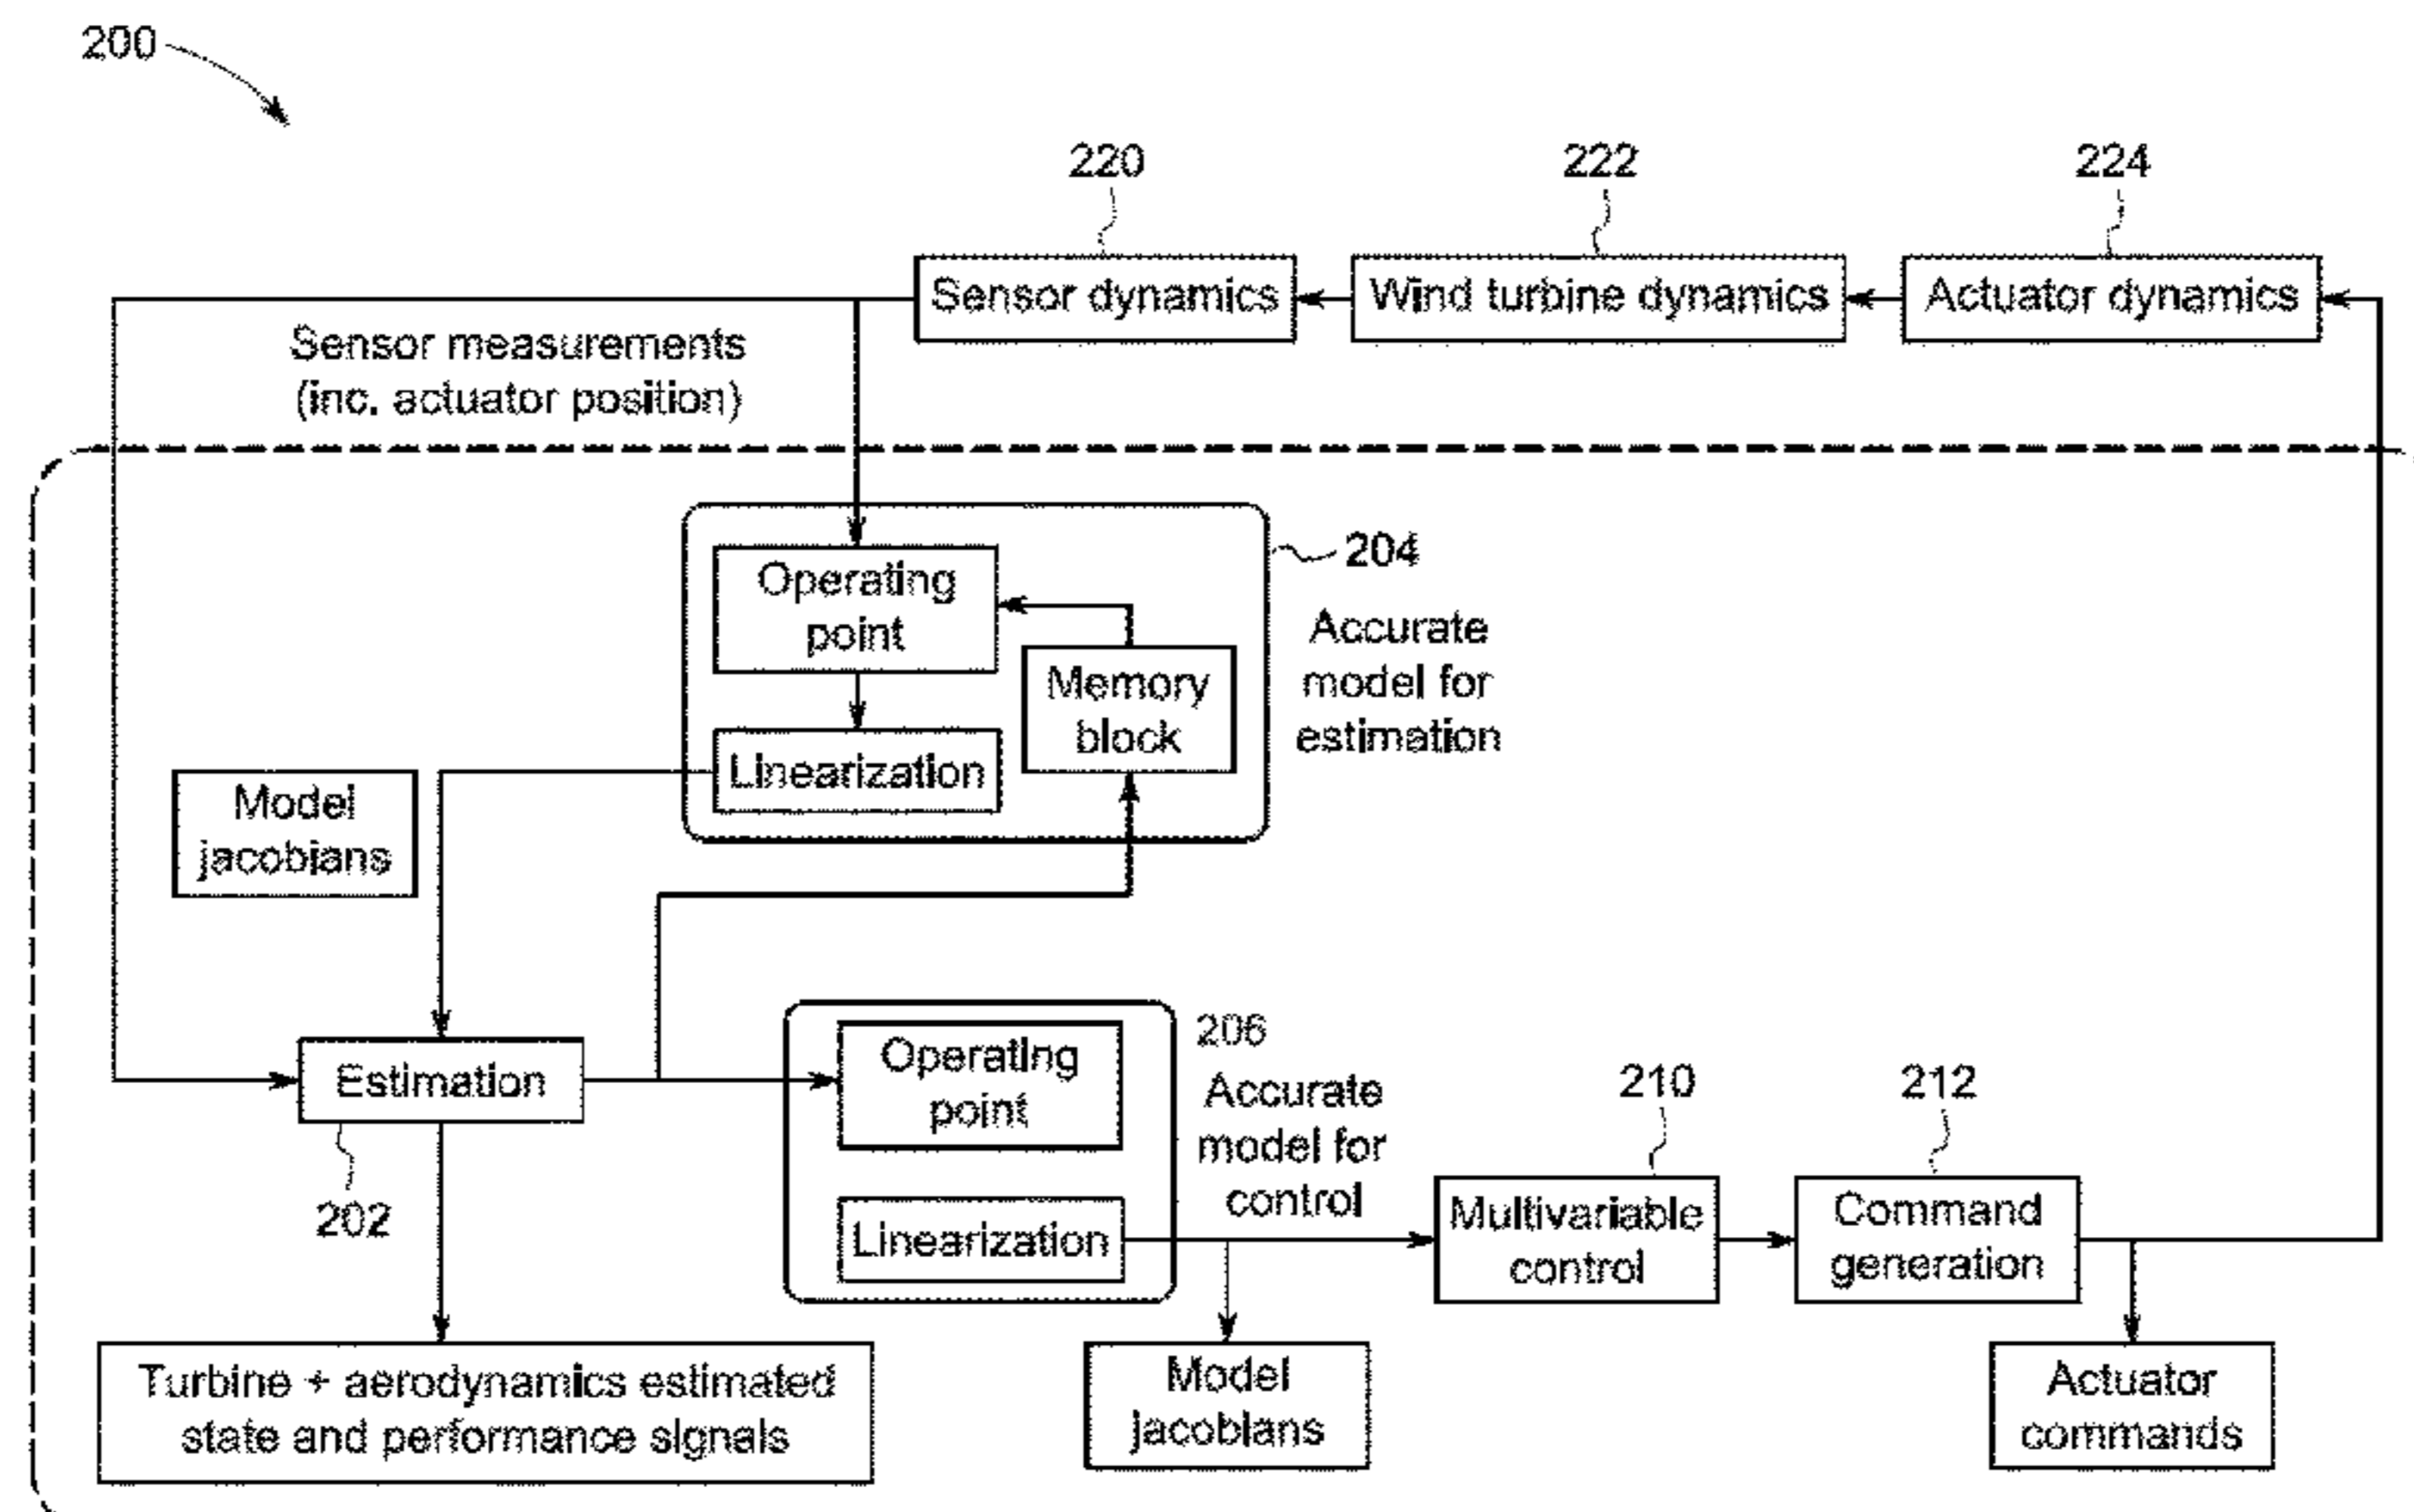 200
220
222
224
Sensor dynamics
Wind turbine dynamics
Actuator dynamics
Sensor measurements
(inc. actuator position)
204
Operating
point
Memory
block
Linearization
Accurate
model for
estimation
Model
jacobians
Estimation
202
206
Operating
point
Linearization
Accurate
model for
control
210
212
Multivariable
control
Command
generation
Turbine + aerodynamics estimated
state and performance signals
Model
jacobians
Actuator
commands